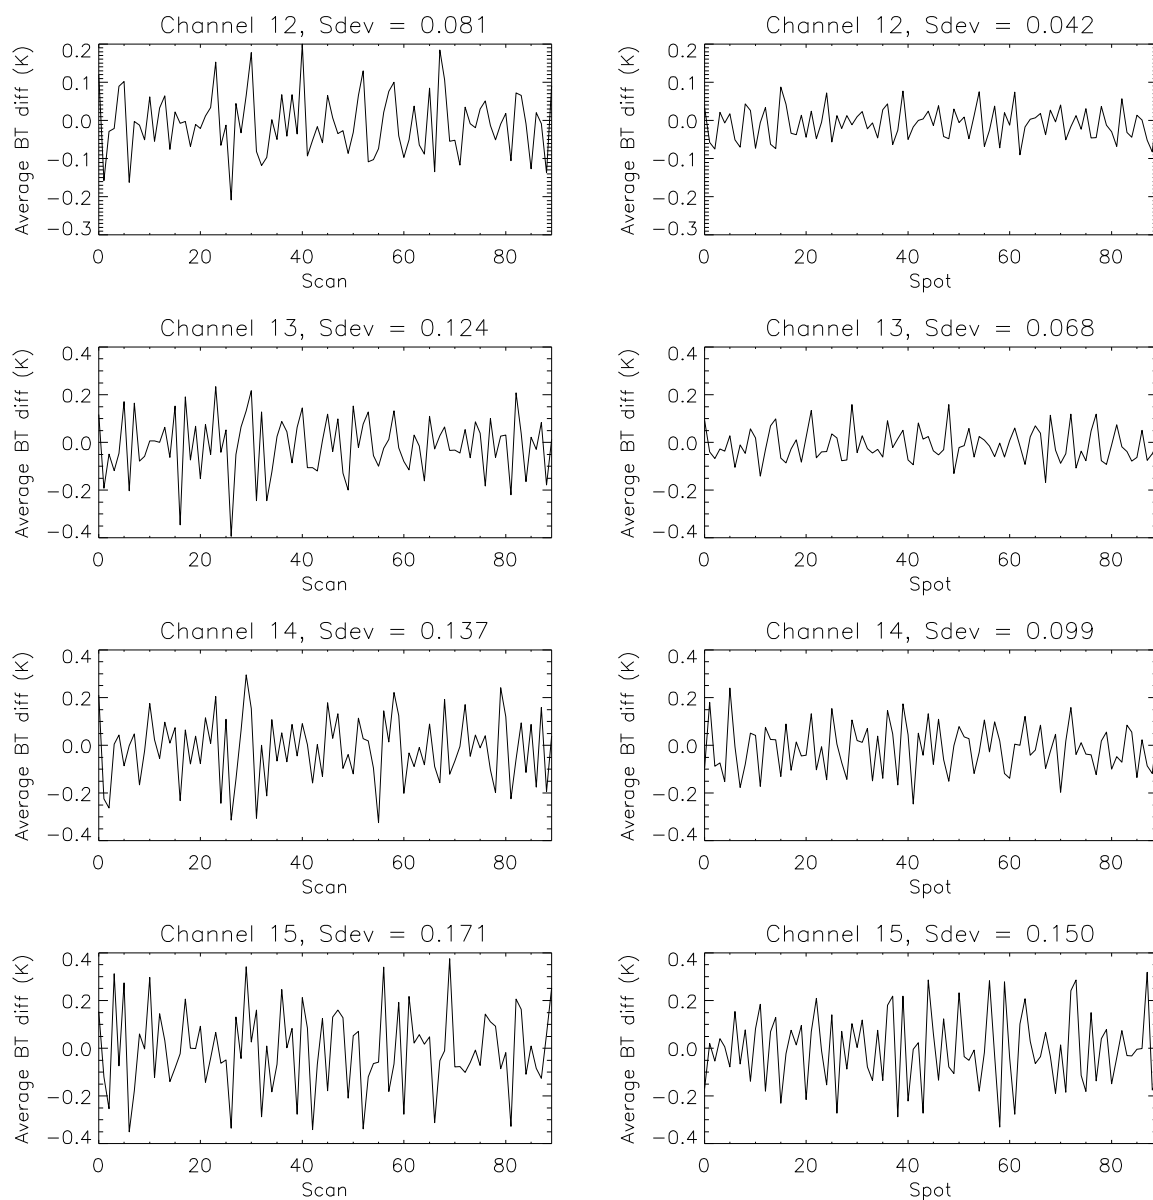 Channel 12, Sdev = 0.081
Average BT diff (K)
0.2
0.1
0.0
−0.1
−0.2
−0.3
0 20 40 60 80
Scan
Channel 12, Sdev = 0.042
Average BT diff (K)
0.2
0.1
0.0
−0.1
−0.2
−0.3
0 20 40 60 80
Spot
Channel 13, Sdev = 0.124
Average BT diff (K)
0.4
0.2
0.0
−0.2
−0.4
0 20 40 60 80
Scan
Channel 13, Sdev = 0.068
Average BT diff (K)
0.4
0.2
0.0
−0.2
−0.4
0 20 40 60 80
Spot
Channel 14, Sdev = 0.137
Average BT diff (K)
0.4
0.2
0.0
−0.2
−0.4
0 20 40 60 80
Scan
Channel 14, Sdev = 0.099
Average BT diff (K)
0.4
0.2
0.0
−0.2
−0.4
0 20 40 60 80
Spot
Channel 15, Sdev = 0.171
Average BT diff (K)
0.4
0.2
0.0
−0.2
−0.4
0 20 40 60 80
Scan
Channel 15, Sdev = 0.150
Average BT diff (K)
0.4
0.2
0.0
−0.2
−0.4
0 20 40 60 80
Spot